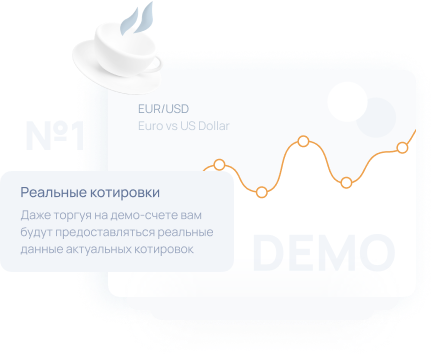 EUR/USD
Euro vs US Dollar
№1
Реальные котировки
Даже торгуя на демо-счете вам
будут предоставляться реальные
данные актуальных котировок
DEMO